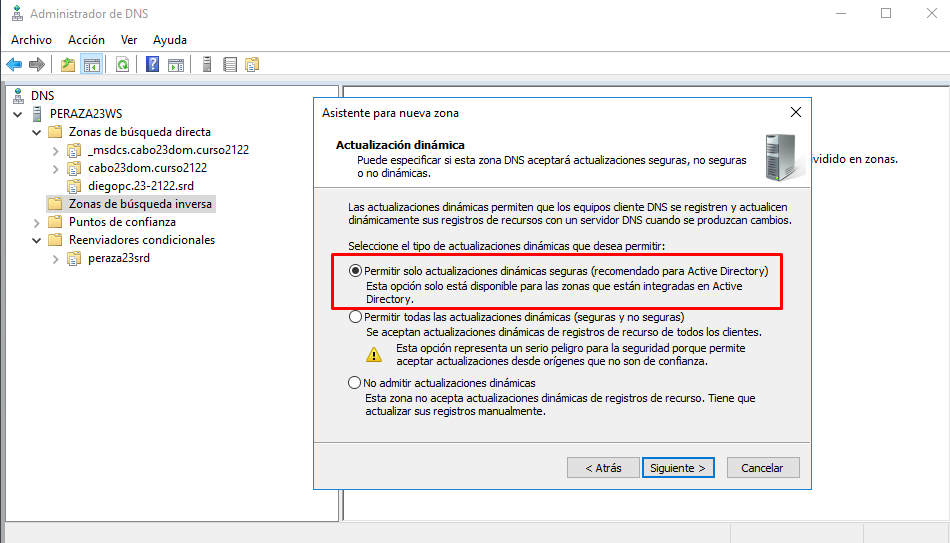 Administrador de DNS
Archivo Acción Ver Ayuda
DNS
PERAZA23WS
Zonas de búsqueda directa
_msdcs.cabo23dom.curso2122
cabo23dom.curso2122
diegopc.23-2122.srd
Zonas de búsqueda inversa
Puntos de confianza
Reenviadores condicionales
peraza23srd
Asistente para nueva zona
Actualización dinámica
Puede especificar si esta zona DNS aceptará actualizaciones seguras, no seguras
o no dinámicas.
Las actualizaciones dinámicas permiten que los equipos cliente DNS se registren y actualicen
dinámicamente sus registros de recursos con un servidor DNS cuando se produzcan cambios.
Seleccione el tipo de actualizaciones dinámicas que desea permitir:
Permitir solo actualizaciones dinámicas seguras (recomendado para Active Directory)
Esta opción solo está disponible para las zonas que están integradas en Active
Directory.
Permitir todas las actualizaciones dinámicas (seguras y no seguras)
Se aceptan actualizaciones dinámicas de registros de recurso de todos los clientes.
Esta opción representa un serio peligro para la seguridad porque permite
aceptar actualizaciones desde orígenes que no son de confianza.
No admitir actualizaciones dinámicas
Esta zona no acepta actualizaciones dinámicas de registros de recurso. Tiene que
actualizar sus registros manualmente.
< Atrás Siguiente > Cancelar
vidido en zonas.